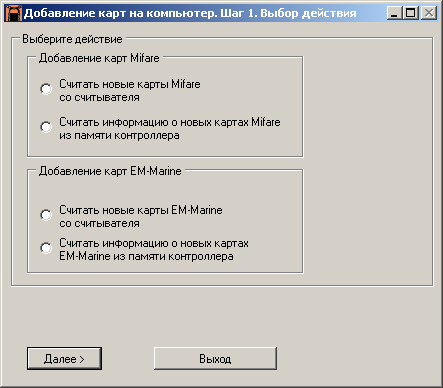 Добавление карт на компьютер. Шаг 1. Выбор действия
Выберите действие
Добавление карт Mifare
Считать новые карты Mifare
со считывателя
Считать информацию о новых картах Mifare
из памяти контроллера
Добавление карт EM-Marine
Считать новые карты EM-Marine
со считывателя
Считать информацию о новых картах
EM-Marine из памяти контроллера
Далее >
Выход